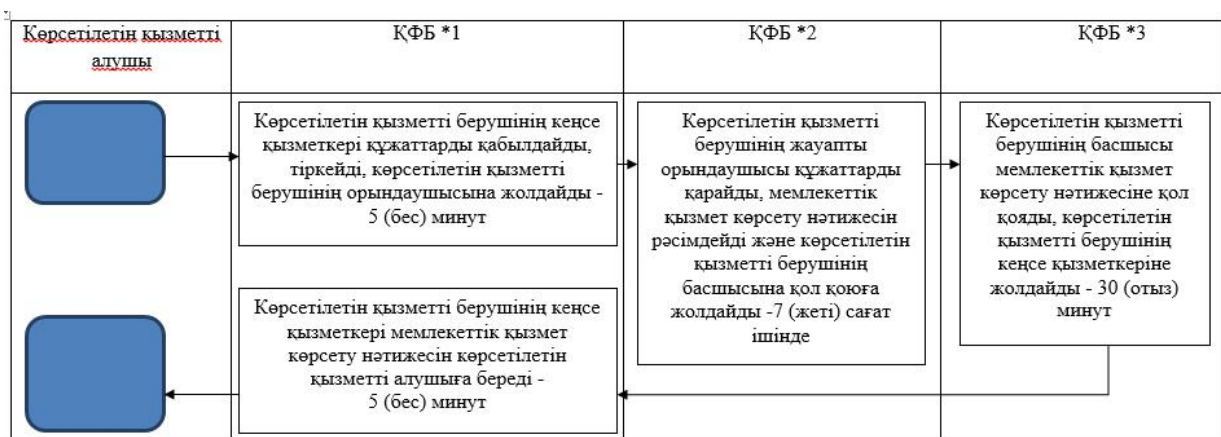 Көрсетілетін қызметті
алушы
ҚФБ *1
ҚФБ *2
ҚФБ *3
Көрсетілетін қызметті берушінің кеңсе
қызметкері құжаттарды қабылдайды,
тіркейді, көрсетілетін қызметті
берушінің орындаушысына жолдайды -
5 (бес) минут
Көрсетілетін қызметті
берушінің жауапты
орындаушысы құжаттарды
қарайды, мемлекеттік
қызмет көрсету нәтижесін
рәсімдейді және көрсетілетін
қызметті берушінің
басшысына қол қоюға
жолдайды -7 (жеті) сағат
ішінде
Көрсетілетін қызметті
берушінің басшысы
мемлекеттік қызмет
көрсету нәтижесіне қол
қояды, көрсетілетін
қызметті берушінің
кеңсе қызметкеріне
жолдайды - 30 (отыз)
минут
Көрсетілетін қызметті берушінің кеңсе
қызметкері мемлекеттік қызмет
көрсету нәтижесін көрсетілетін
қызметті алушыға береді -
5 (бес) минут